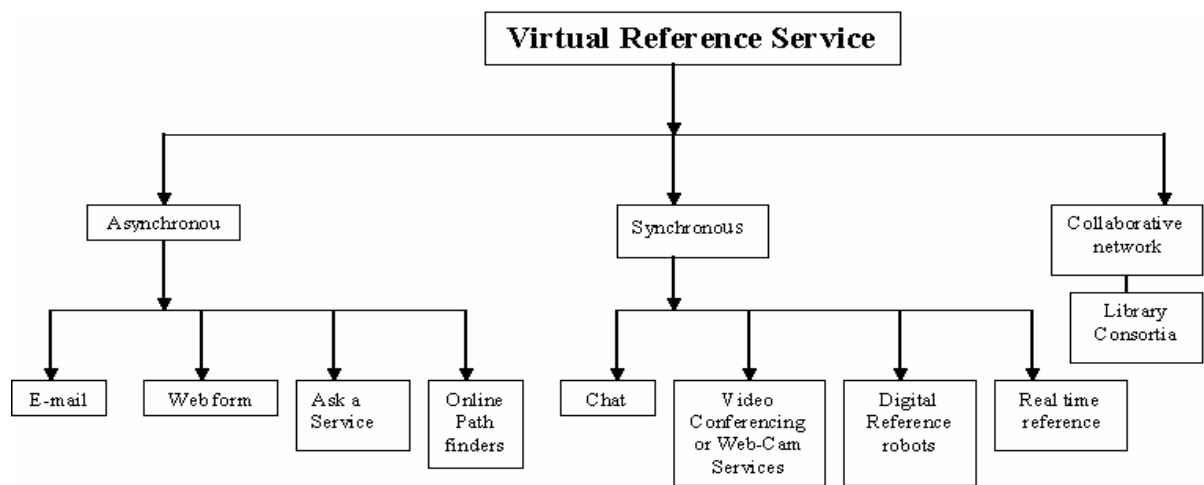 Virtual Reference Service
Asynchronou
Synchronous
Collaborative
network
Library
Consortia
E-mail
Web form
Ask a
Service
Online
Path
finders
Chat
Video
Conferencing
or Web-Cam
Services
Digital
Reference
robots
Real time
reference